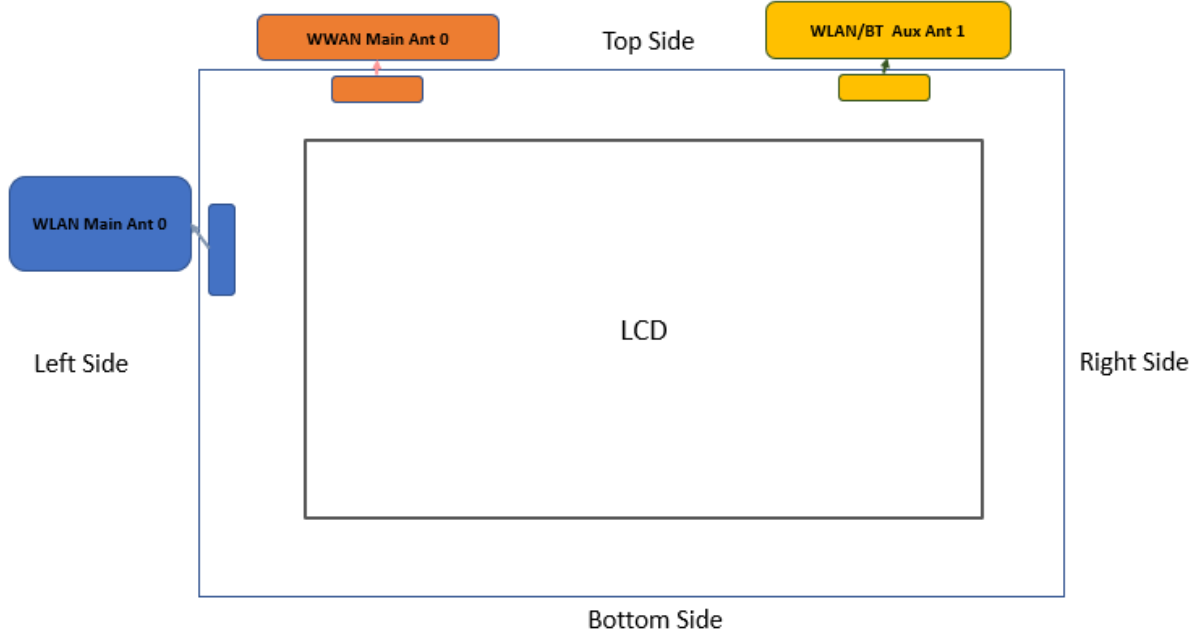 WWAN Main Ant 0
Top Side
WLAN/BT  Aux Ant 1
WLAN Main Ant 0
LCD
Left Side
Right Side
Bottom Side